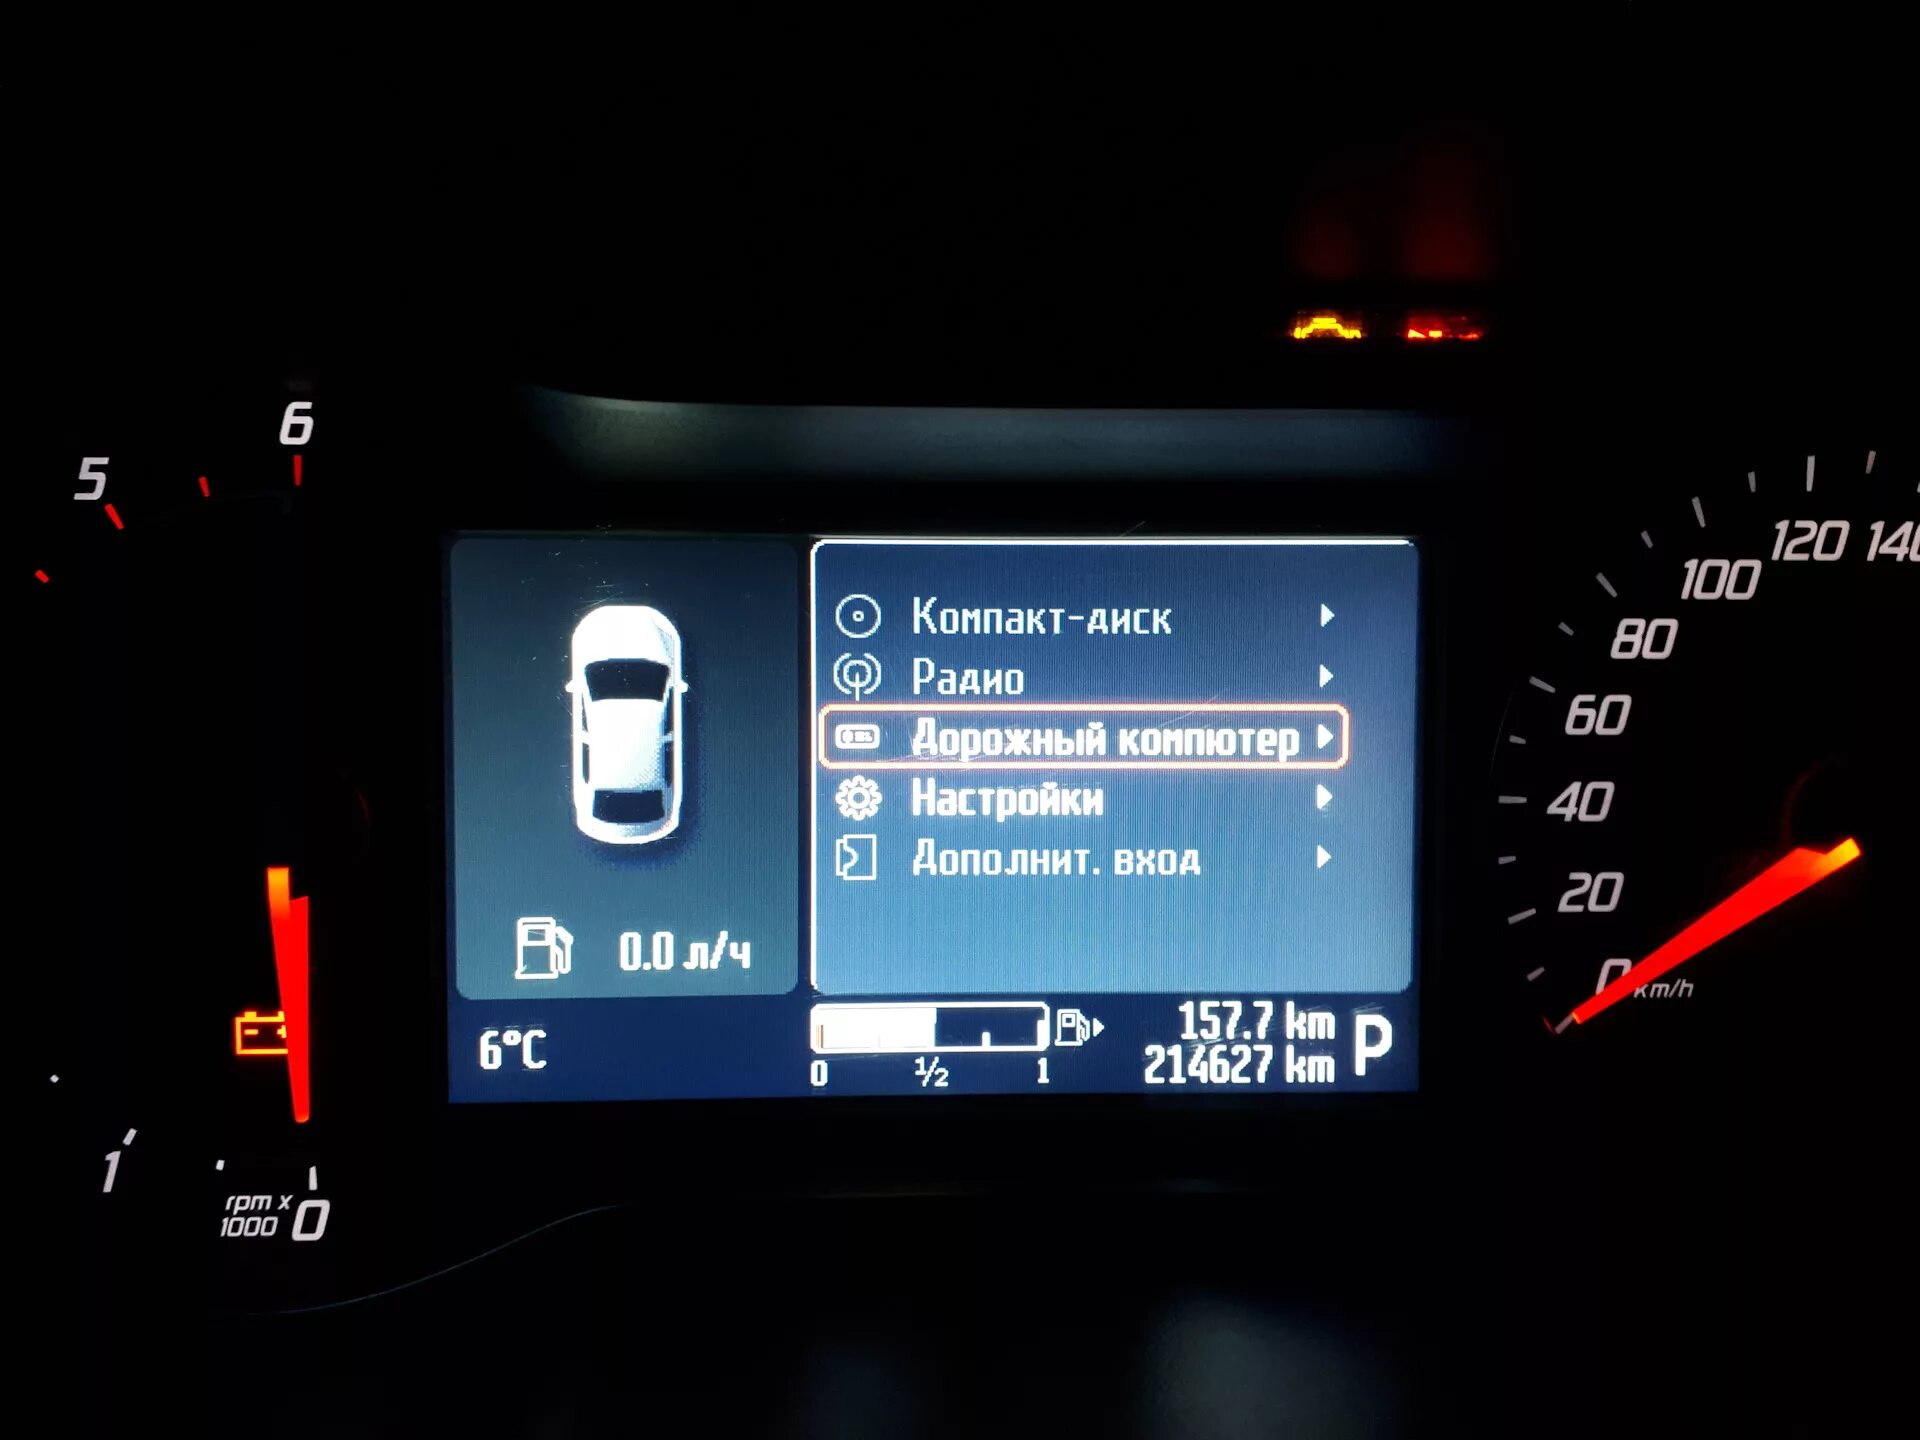 6
5
120 140
100
80
60
40
20
0
km/h
Компакт-диск
Радио
Дорожный компютер
Настройки
Дополнит. вход
0.0 л/ч
6°C
0 ½ 1
157.7 km
214627 km
P
1
rpm x
1000 0